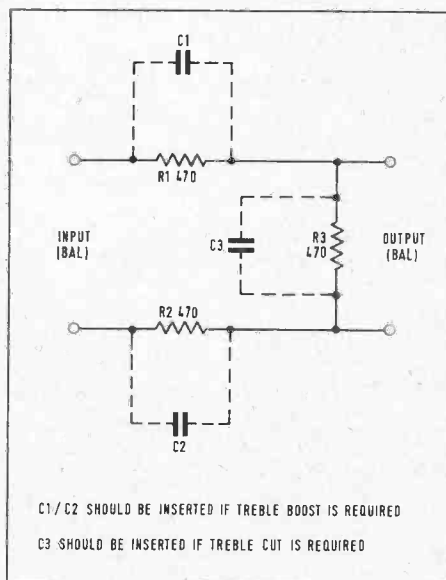 C1
R1 470
INPUT
(BAL)
C3
R3
470
OUTPUT
(BAL)
R2 470
C2
C1/C2 SHOULD BE INSERTED IF TREBLE BOOST IS REQUIRED
C3 SHOULD BE INSERTED IF TREBLE CUT IS REQUIRED